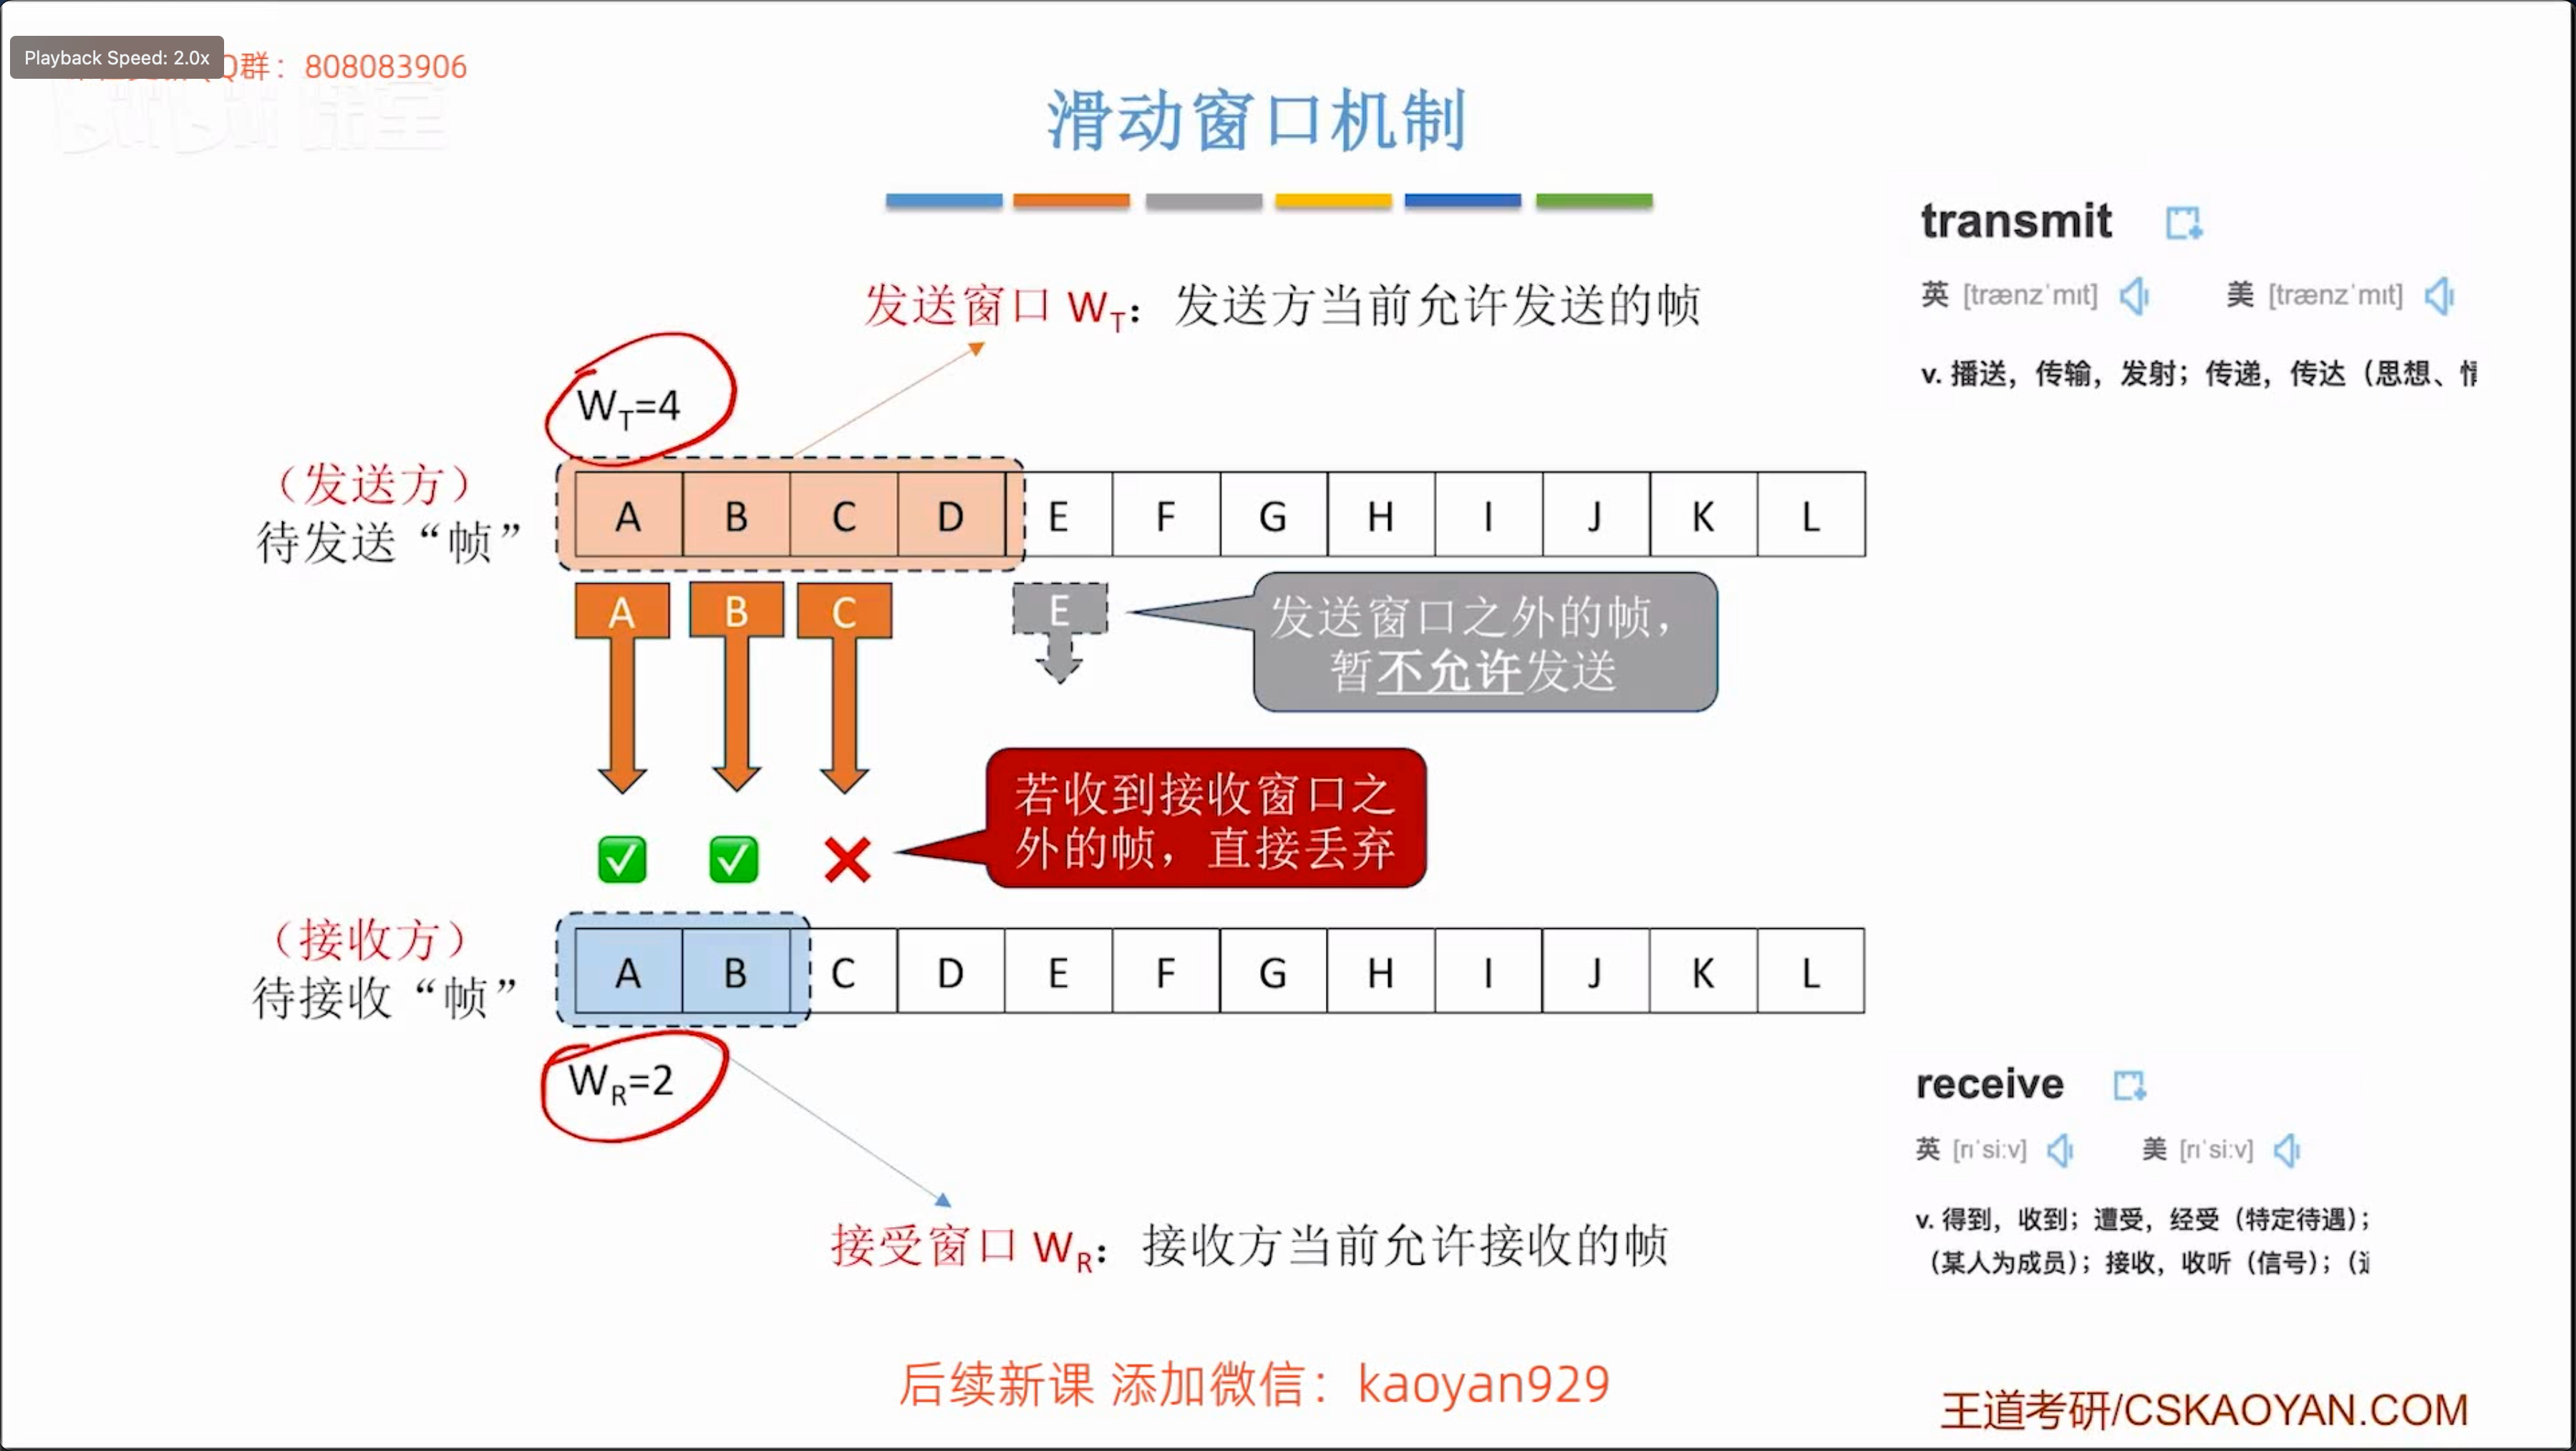 Playback Speed: 2.0x
Q群：808083906
滑动窗口机制
transmit
英 [trænzˈmɪt] 美 [trænzˈmɪt]
v. 播送，传输，发射；传递，传达（思想、情
发送窗口 WT：发送方当前允许发送的帧
WT=4
（发送方）
待发送“帧”
A B C D E F G H I J K L
A B C E
发送窗口之外的帧，
暂不允许发送
若收到接收窗口之
外的帧，直接丢弃
（接收方）
待接收“帧”
A B C D E F G H I J K L
WR=2
接受窗口 WR：接收方当前允许接收的帧
receive
英 [rɪˈsiːv] 美 [rɪˈsiːv]
v. 得到，收到；遭受，经受（特定待遇）；
（某人为成员）；接收，收听（信号）；（
后续新课 添加微信：kaoyan929
王道考研/CSKAOYAN.COM